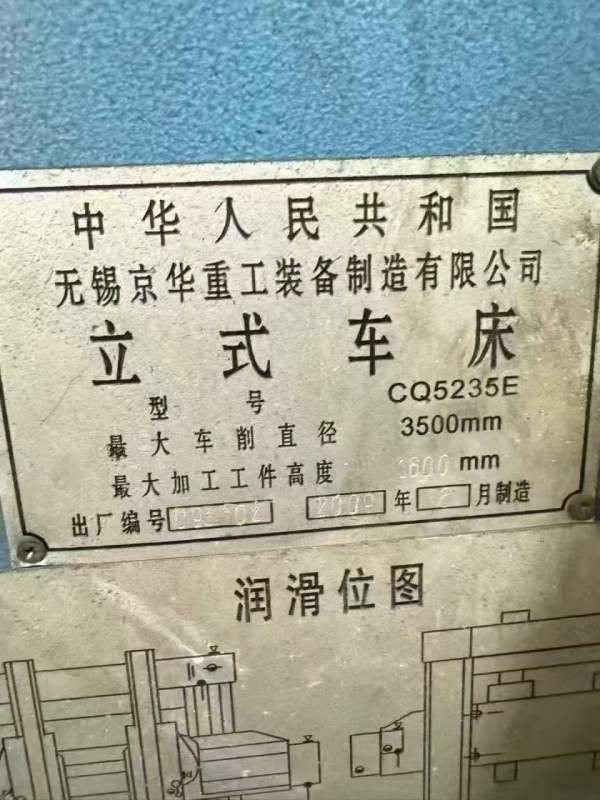 中华人民共和国
无锡京华重工装备制造有限公司
立式车床
型号 CQ5235E
最大车削直径 3500mm
最大加工工件高度 1600 mm
出厂编号 2009 年 月制造
润滑位图